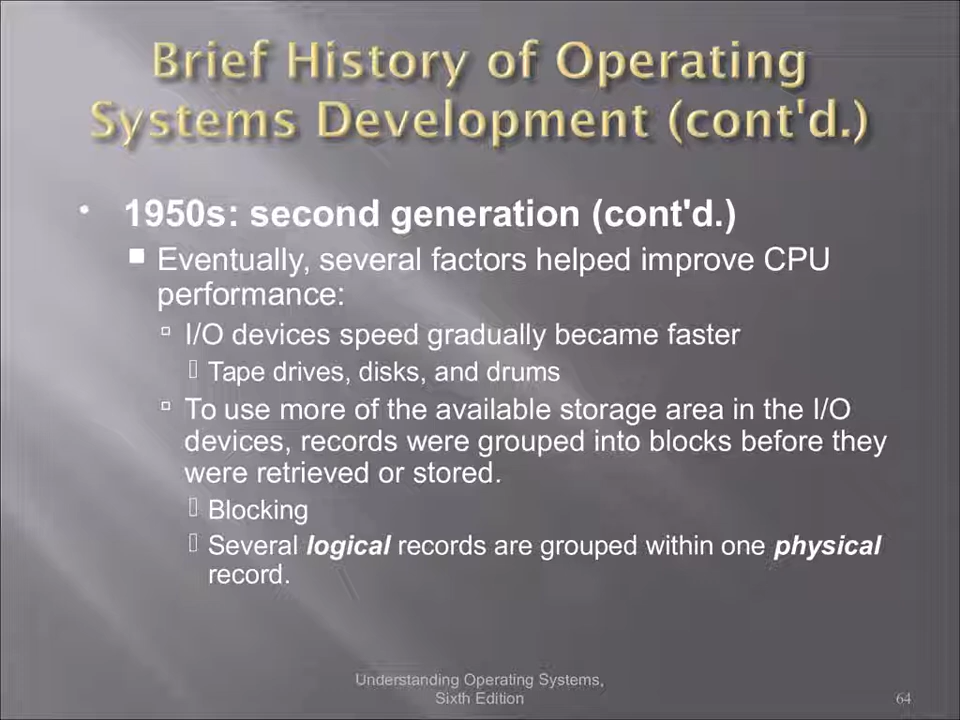 Brief History of Operating
Systems Development (cont'd.)
• 1950s: second generation (cont'd.)
■ Eventually, several factors helped improve CPU
performance:
▫ I/O devices speed gradually became faster
▯ Tape drives, disks, and drums
▫ To use more of the available storage area in the I/O
devices, records were grouped into blocks before they
were retrieved or stored.
▯ Blocking
▯ Several logical records are grouped within one physical
record.
Understanding Operating Systems,
Sixth Edition
64